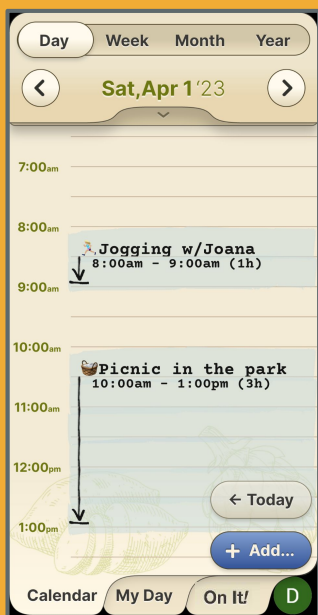 Day Week Month Year
Sat,Apr 1 '23
7:00am
8:00am
Jogging w/Joana
8:00am - 9:00am (1h)
9:00am
10:00am
Picnic in the park
10:00am - 1:00pm (3h)
11:00am
12:00pm
← Today
1:00pm
+ Add...
Calendar My Day On It! D